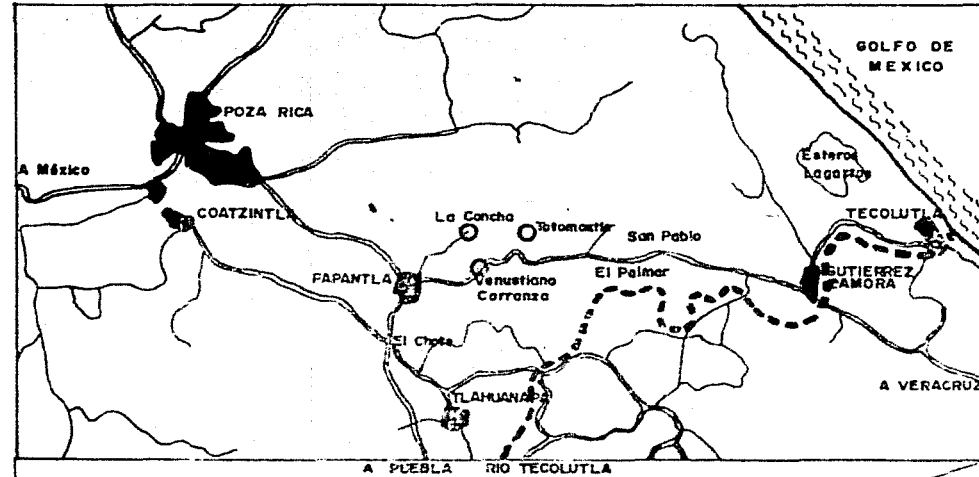 GOLFO DE
MEXICO
POZA RICA
A México
Esteros
Lagartos
COATZINTLA
La Concha
Totomoxtle
TECOLUTLA
San Pablo
PAPANTLA
Venustiano
Carranza
El Palmar
GUTIERREZ
ZAMORA
El Chote
TLAHUANAPA
A VERACRUZ
A PUEBLA
RIO TECOLUTLA